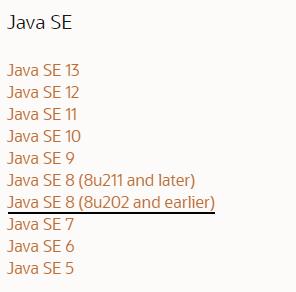 Java SE
Java SE 13
Java SE 12
Java SE 11
Java SE 10
Java SE 9
Java SE 8 (8u211 and later)
Java SE 8 (8u202 and earlier)
Java SE 7
Java SE 6
Java SE 5